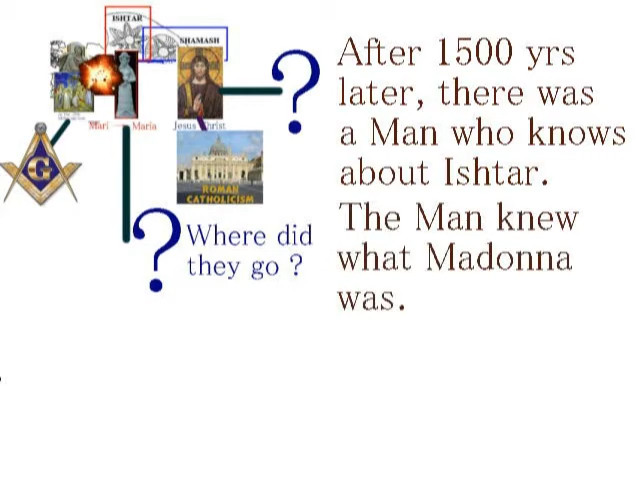 ISHTAR
SHAMASH
Mari
Maria
Jesus Christ
G
ROMAN
CATHOLICISM
?
?
Where did
they go ?
After 1500 yrs
later, there was
a Man who knows
about Ishtar.
The Man knew
what Madonna
was.